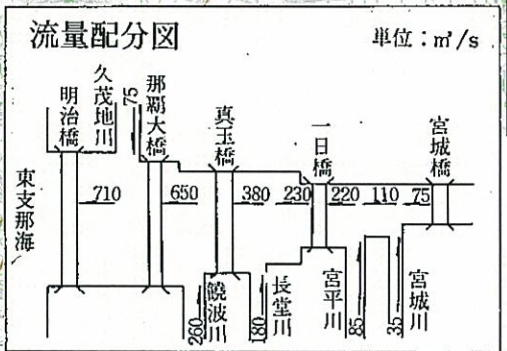 流量配分図
単位：㎥/s
久茂地川
明治橋
75
那覇大橋
真玉橋
一日橋
宮城橋
東支那海
710
650
380
230
220
110
75
饒波川
260
長堂川
180
宮平川
85
35
宮城川